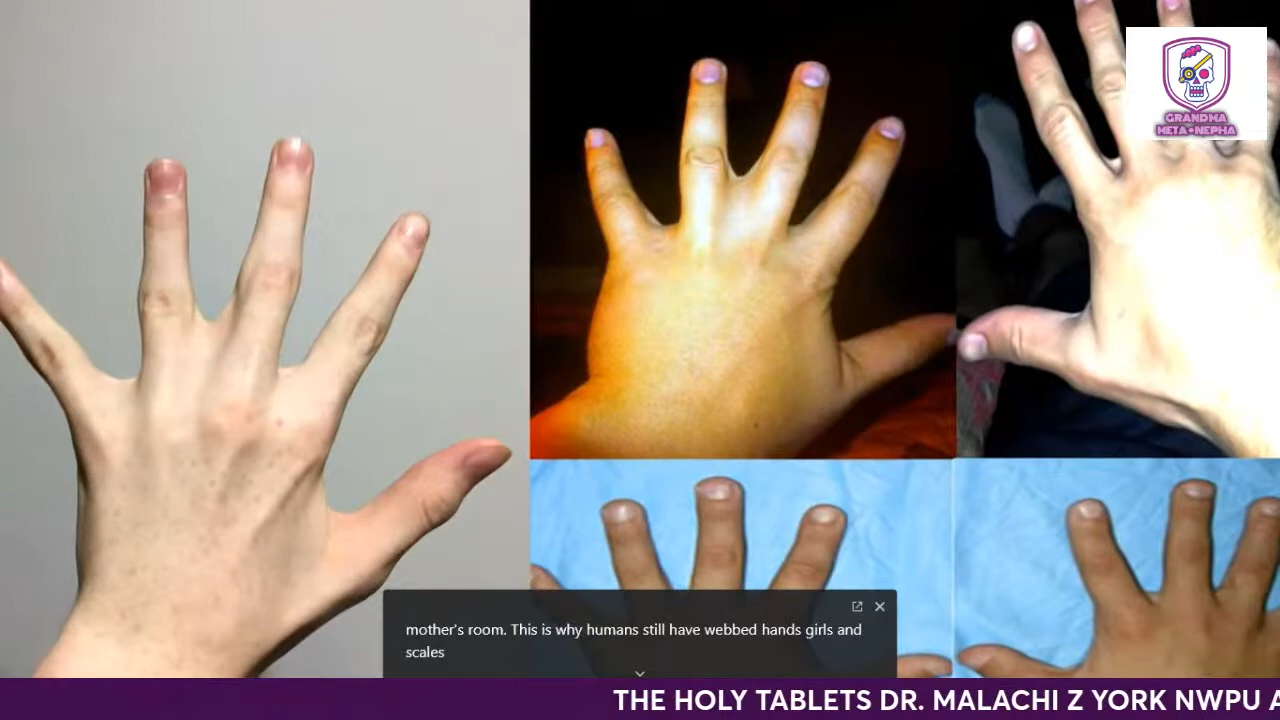 GRANDMA
META•NEPHA
mother's room. This is why humans still have webbed hands girls and
scales
THE HOLY TABLETS DR. MALACHI Z YORK NWPU A